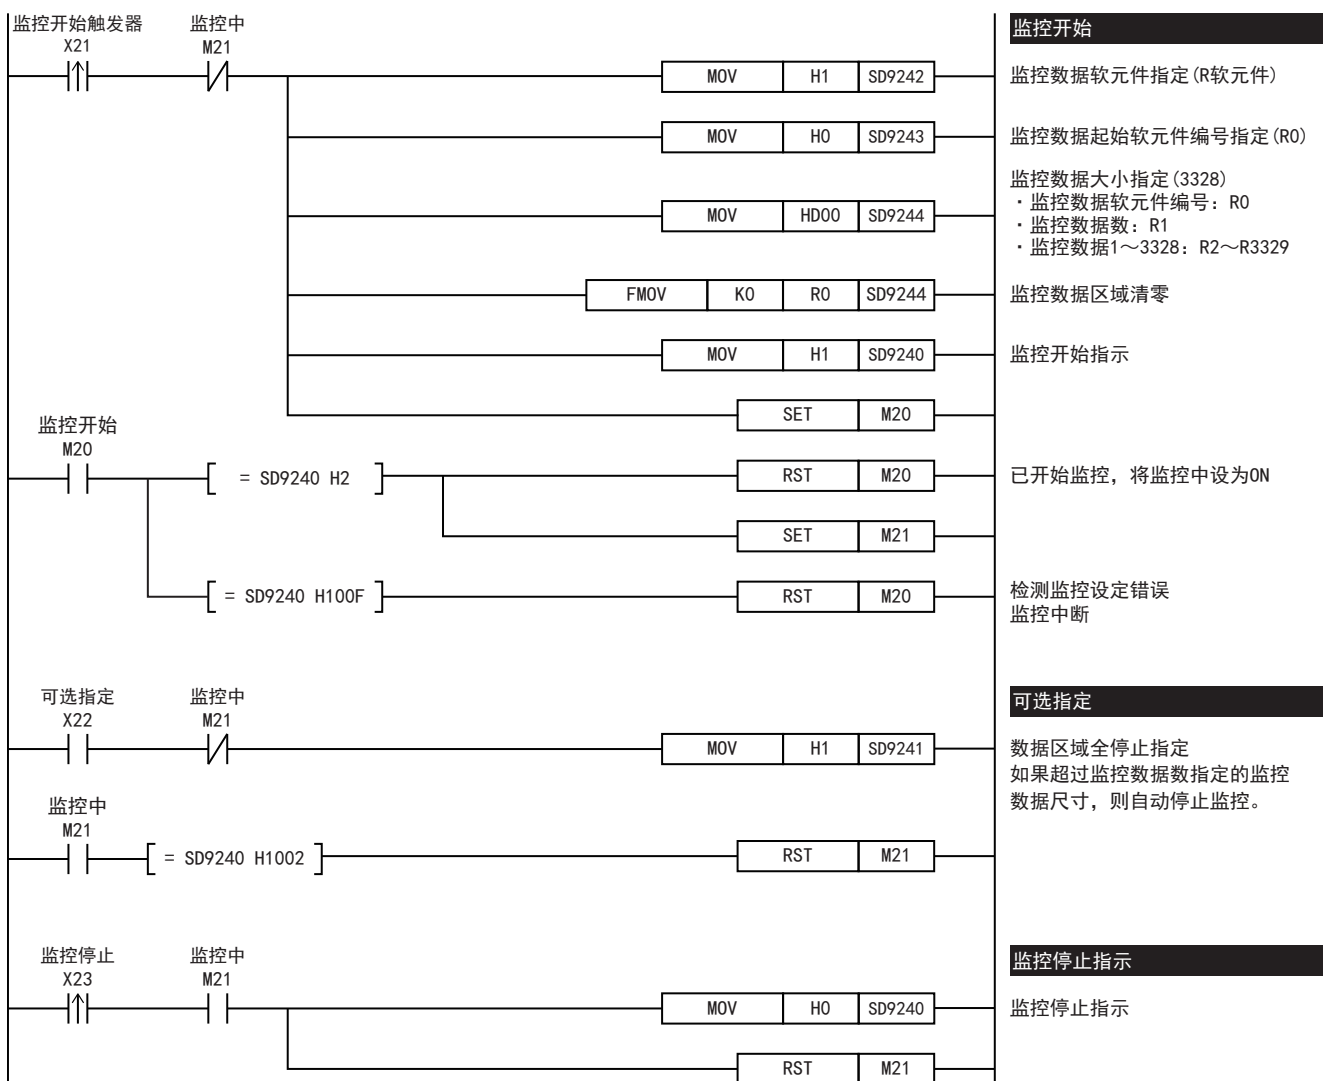 监控开始触发器 监控中 监控开始
X21 M21
MOV H1 SD9242 监控数据软元件指定(R软元件)
MOV H0 SD9243 监控数据起始软元件编号指定(R0)
监控数据大小指定(3328)
·监控数据软元件编号：R0
MOV HD00 SD9244
·监控数据数：R1
·监控数据1～3328：R2～R3329
FMOV K0 R0 SD9244 监控数据区域清零
MOV H1 SD9240 监控开始指示
SET M20
监控开始
M20
= SD9240 H2 RST M20 已开始监控，将监控中设为ON
SET M21
= SD9240 H100F RST M20 检测监控设定错误
监控中断
可选指定 监控中 可选指定
X22 M21
MOV H1 SD9241 数据区域全停止指定
如果超过监控数据数指定的监控
数据尺寸，则自动停止监控。
监控中
M21
= SD9240 H1002 RST M21
监控停止 监控中 监控停止指示
X23 M21
MOV H0 SD9240 监控停止指示
RST M21